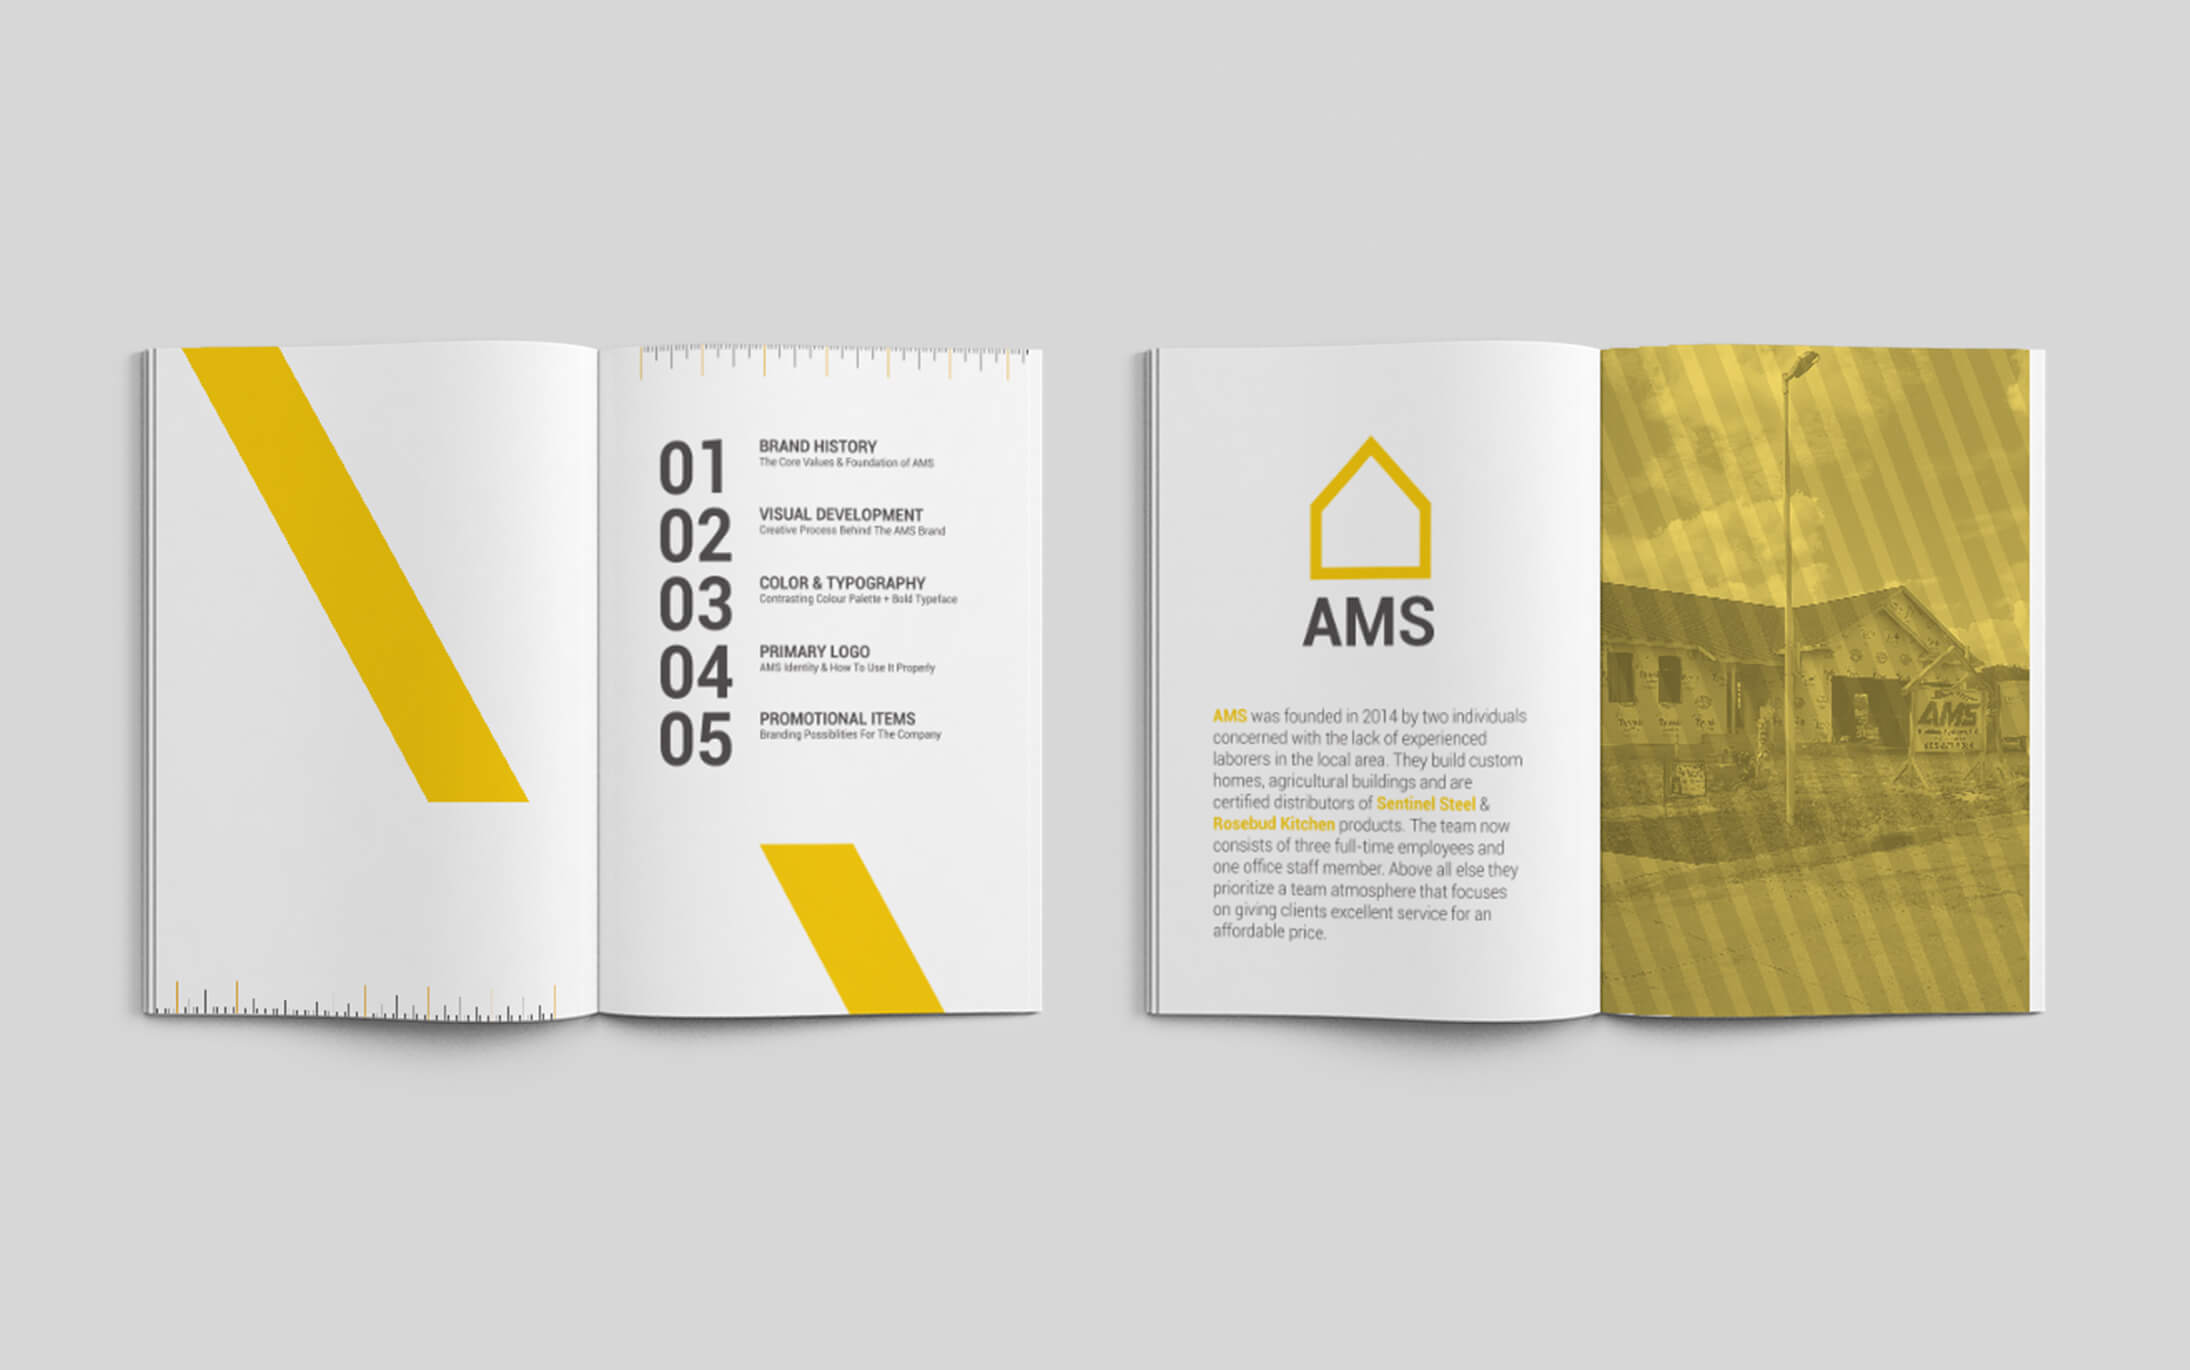 01
BRAND HISTORY
The Core Values & Foundation of AMS
02
VISUAL DEVELOPMENT
Creative Process Behind The AMS Brand
03
COLOR & TYPOGRAPHY
Contrasting Colour Palette + Bold Typeface
04
PRIMARY LOGO
AMS Identity & How To Use It Properly
05
PROMOTIONAL ITEMS
Branding Possiblities For The Company
AMS
AMS was founded in 2014 by two individuals
concerned with the lack of experienced
laborers in the local area. They build custom
homes, agricultural buildings and are
certified distributors of Sentinel Steel &
Rosebud Kitchen products. The team now
consists of three full-time employees and
one office staff member. Above all else they
prioritize a team atmosphere that focuses
on giving clients excellent service for an
affordable price.
AMS